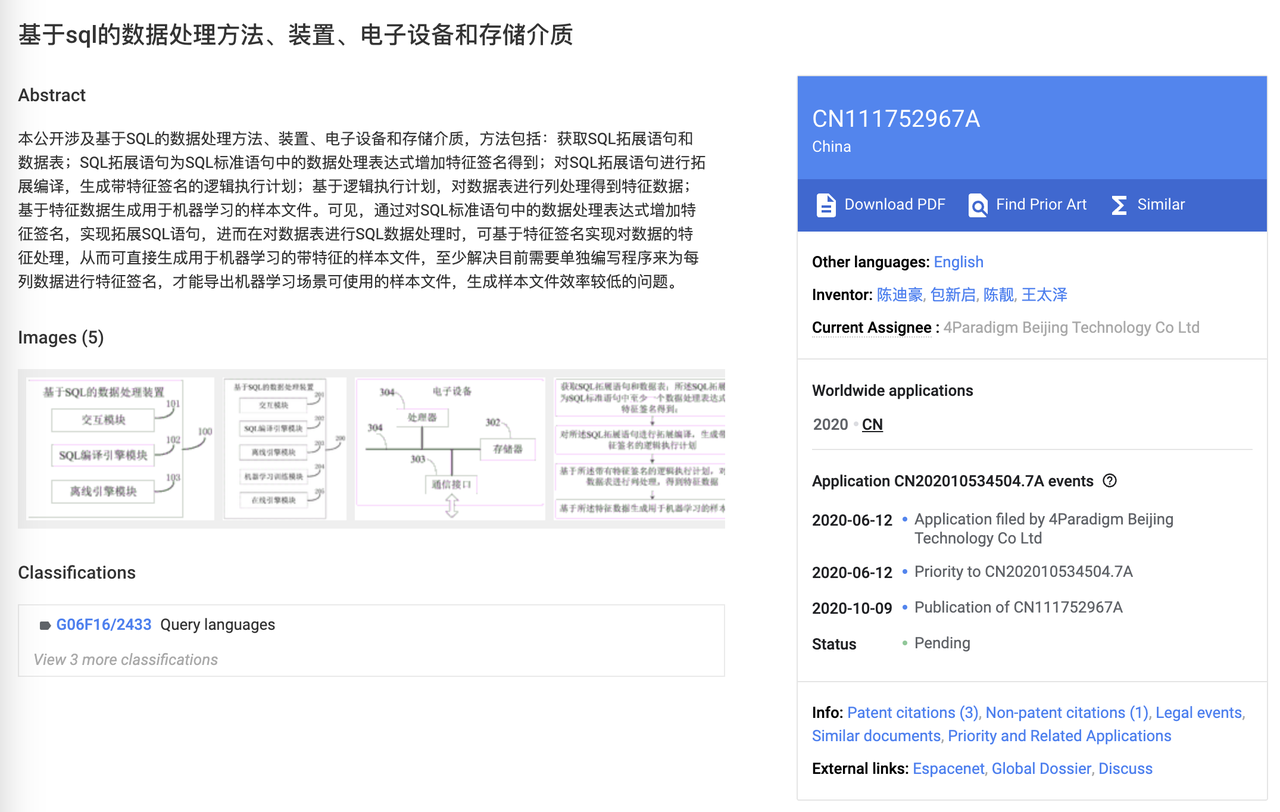 基于sql的数据处理方法、装置、电子设备和存储介质
Abstract
本公开涉及基于SQL的数据处理方法、装置、电子设备和存储介质，方法包括：获取SQL拓展语句和
数据表；SQL拓展语句为SQL标准语句中的数据处理表达式增加特征签名得到；对SQL拓展语句进行拓
展编译，生成带特征签名的逻辑执行计划；基于逻辑执行计划，对数据表进行列处理得到特征数据；
基于特征数据生成用于机器学习的样本文件。可见，通过对SQL标准语句中的数据处理表达式增加特
征签名，实现拓展SQL语句，进而在对数据表进行SQL数据处理时，可基于特征签名实现对数据的特
征处理，从而可直接生成用于机器学习的带特征的样本文件，至少解决目前需要单独编写程序来为每
列数据进行特征签名，才能导出机器学习场景可使用的样本文件，生成样本文件效率较低的问题。
Images (5)
基于SQL的数据处理装置
交互模块
101
SQL编译引擎模块
102
100
离线引擎模块
103
基于SQL的数据处理装置
交互模块
201
SQL编译引擎模块
202
离线引擎模块
203
200
机器学习训练模块
204
在线引擎模块
205
304
电子设备
处理器
302
304
存储器
303
通信接口
获取SQL拓展语句和数据表；所述SQL拓展
为SQL标准语句中至少一个数据处理表达式
特征签名得到；
对所述SQL拓展语句进行拓展编译，生成带
征签名的逻辑执行计划
基于所述带有特征签名的逻辑执行计划，对
数据表进行列处理，得到特征数据
基于所述特征数据生成用于机器学习的样本
Classifications
G06F16/2433 Query languages
View 3 more classifications
CN111752967A
China
Download PDF Find Prior Art Similar
Other languages: English
Inventor: 陈迪豪, 包新启, 陈靓, 王太泽
Current Assignee : 4Paradigm Beijing Technology Co Ltd
Worldwide applications
2020 CN
Application CN202010534504.7A events
2020-06-12 Application filed by 4Paradigm Beijing
Technology Co Ltd
2020-06-12 Priority to CN202010534504.7A
2020-10-09 Publication of CN111752967A
Status Pending
Info: Patent citations (3), Non-patent citations (1), Legal events,
Similar documents, Priority and Related Applications
External links: Espacenet, Global Dossier, Discuss